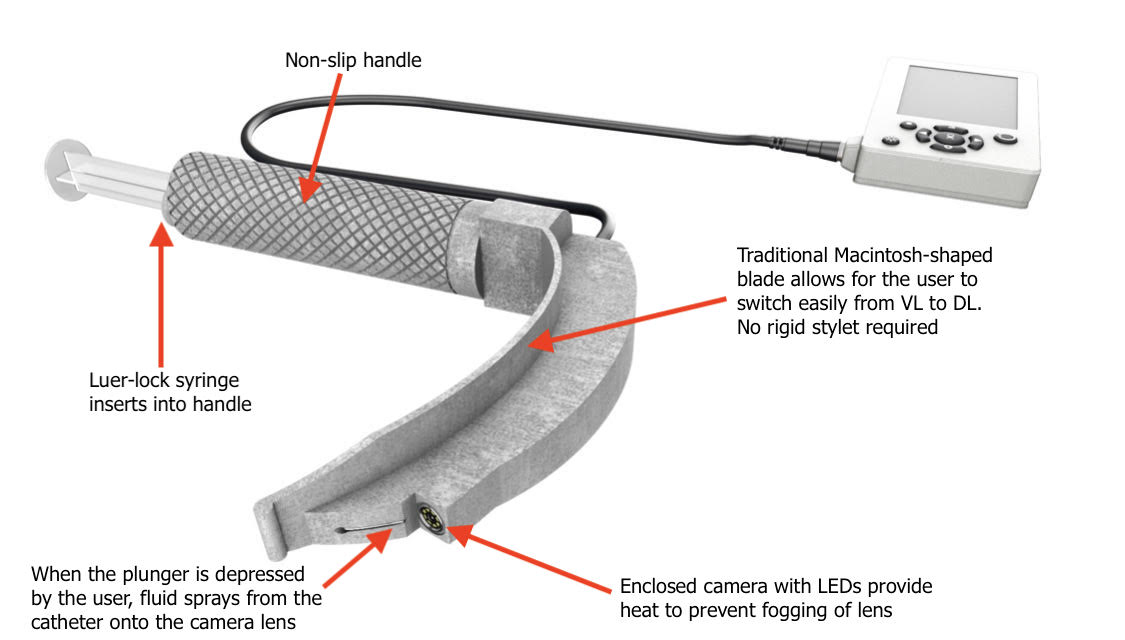 Non-slip handle
Traditional Macintosh-shaped
blade allows for the user to
switch easily from VL to DL.
No rigid stylet required
Luer-lock syringe
inserts into handle
When the plunger is depressed
by the user, fluid sprays from the
catheter onto the camera lens
Enclosed camera with LEDs provide
heat to prevent fogging of lens